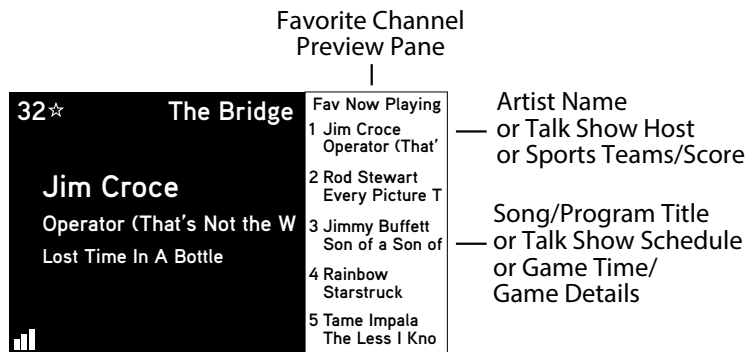 Favorite Channel
Preview Pane
32☆ The Bridge
Jim Croce
Operator (That's Not the W
Lost Time In A Bottle
Fav Now Playing
1 Jim Croce
Operator (That'
2 Rod Stewart
Every Picture T
3 Jimmy Buffett
Son of a Son of
4 Rainbow
Starstruck
5 Tame Impala
The Less I Kno
Artist Name
or Talk Show Host
or Sports Teams/Score
Song/Program Title
or Talk Show Schedule
or Game Time/
Game Details